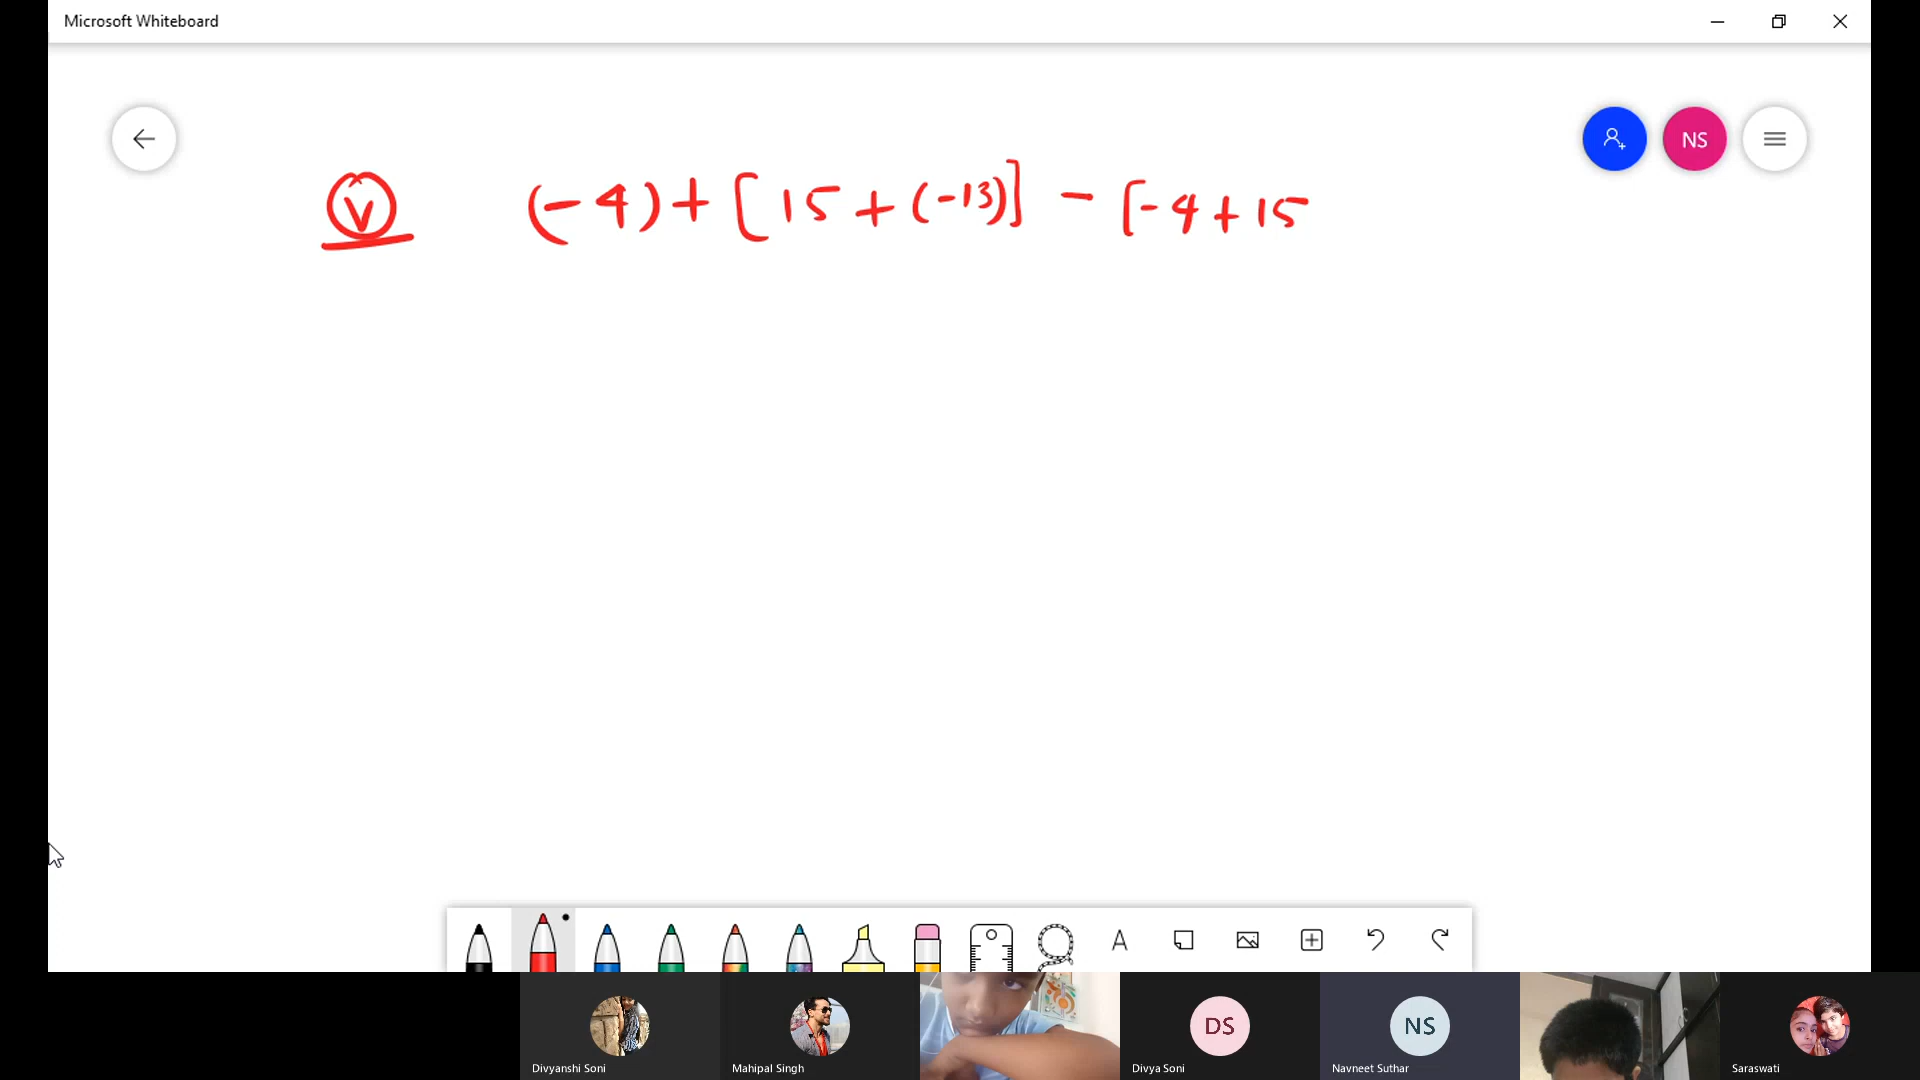 Microsoft Whiteboard
NS
V (-4) + [15 + (-13)] - [-4 + 15
A
DS
NS
Divyanshi Soni
Mahipal Singh
Divya Soni
Navneet Suthar
Saraswati